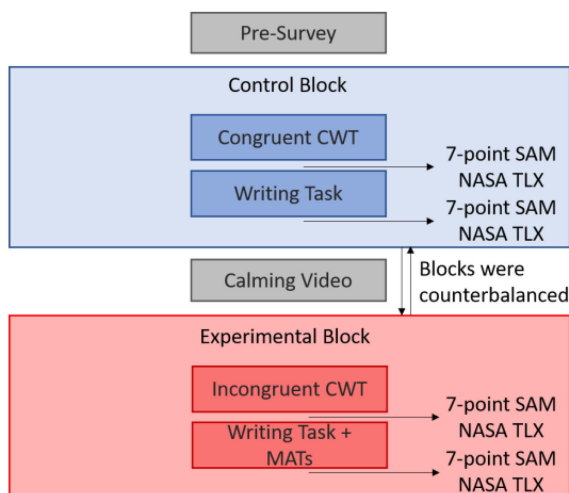 Pre-Survey
Control Block
Congruent CWT
7-point SAM
NASA TLX
Writing Task
7-point SAM
NASA TLX
Calming Video
Blocks were
counterbalanced
Experimental Block
Incongruent CWT
7-point SAM
NASA TLX
Writing Task +
MATs
7-point SAM
NASA TLX